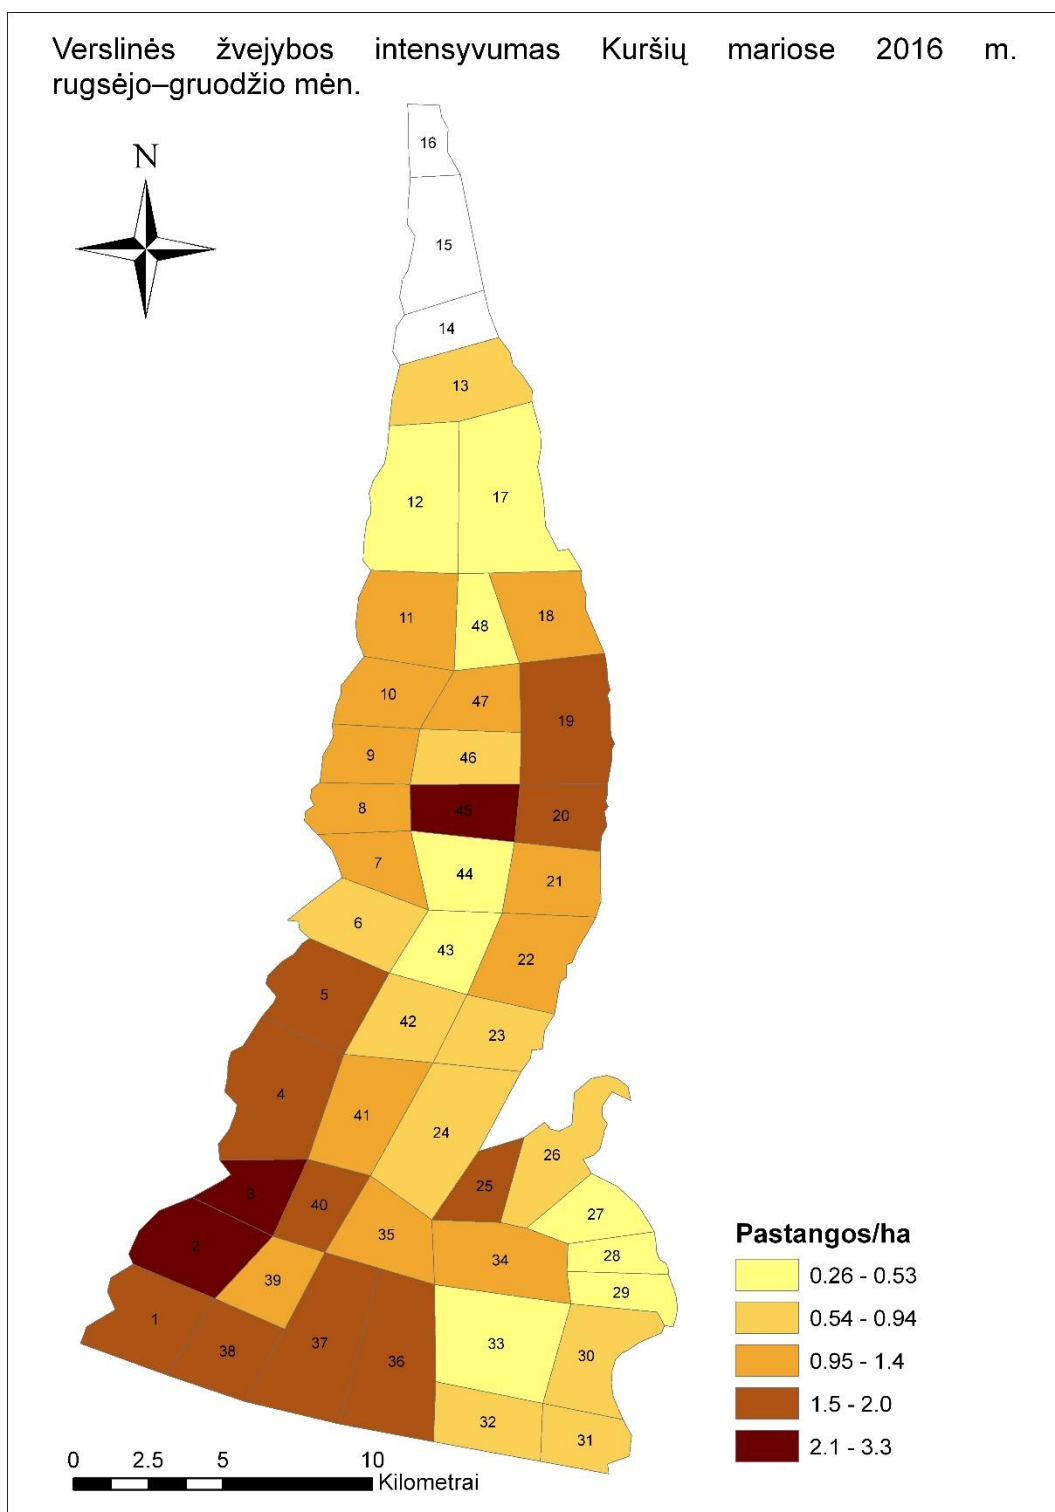 Verslinės žvejybos intensyvumas Kuršių mariose 2016 m.
rugsėjo–gruodžio mėn.
N
16
15
14
13
12 17
11 48 18
10 47 19
9 46
8 45 20
7 44 21
6 43 22
5 42 23
4 41 24
26
3 40 25
27
2 35 34 28
39 29
1 38 37 36 33 30
32 31
Pastangos/ha
0.26 - 0.53
0.54 - 0.94
0.95 - 1.4
1.5 - 2.0
2.1 - 3.3
0 2.5 5 10
Kilometrai